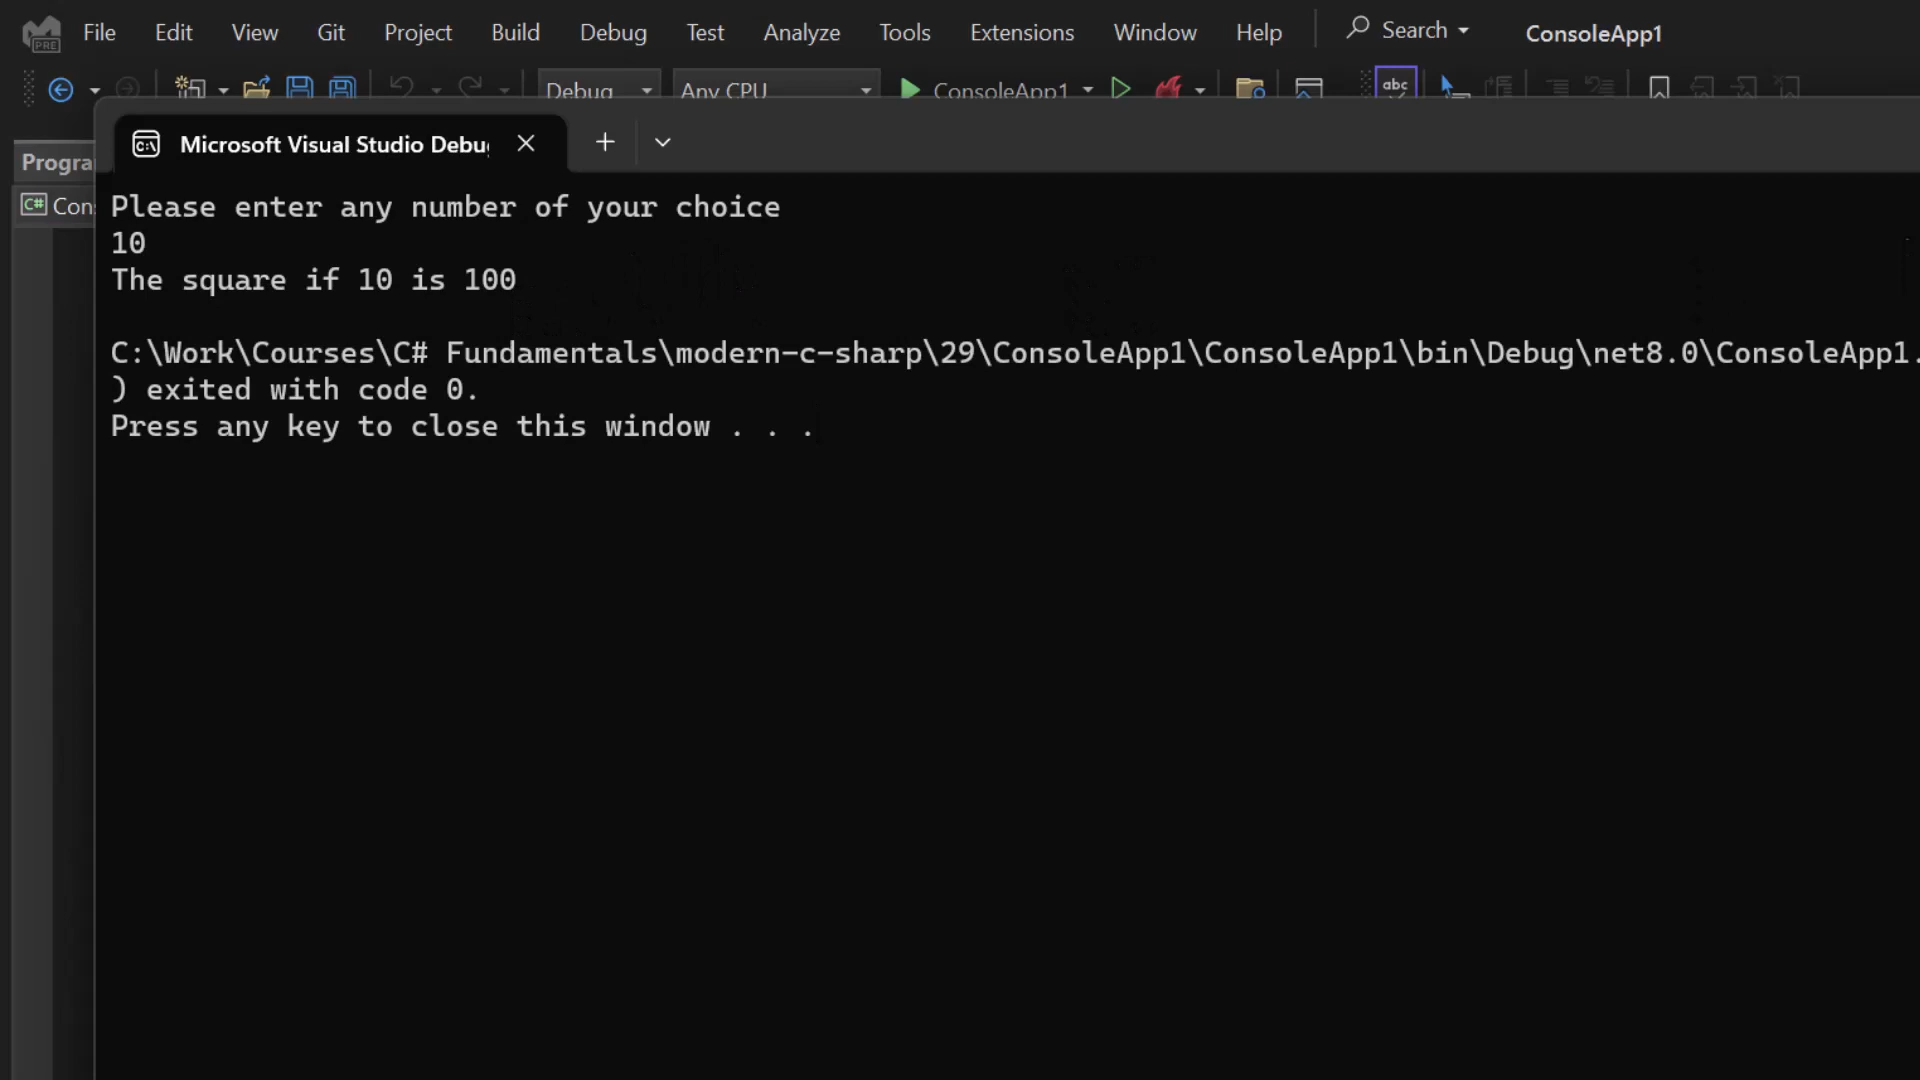 File Edit View Git Project Build Debug Test Analyze Tools Extensions Window Help Search ConsoleApp1
PRE
Debug Any CPU ConsoleApp1 abc
Microsoft Visual Studio Debu
Progra
C# Con
Please enter any number of your choice
10
The square if 10 is 100
C:\Work\Courses\C# Fundamentals\modern-c-sharp\29\ConsoleApp1\ConsoleApp1\bin\Debug\net8.0\ConsoleApp1.
) exited with code 0.
Press any key to close this window . . .